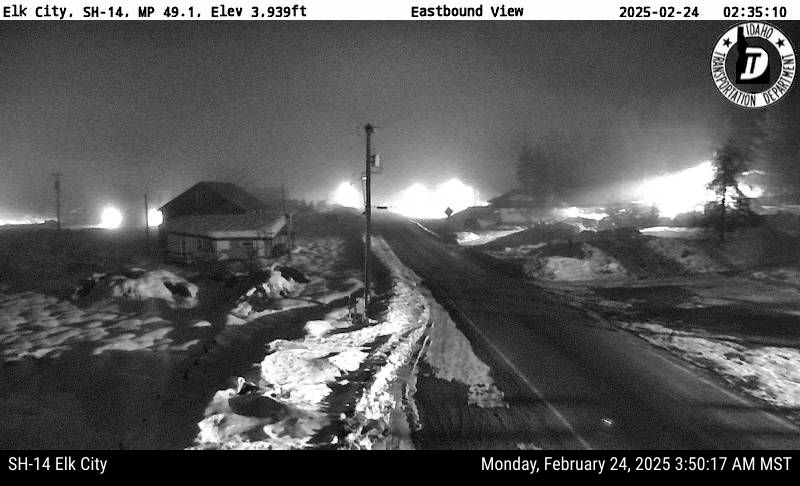 Elk City, SH-14, MP 49.1, Elev 3,939ft Eastbound View 2025-02-24 02:35:10
IDAHO
TRANSPORTATION DEPARTMENT
SH-14 Elk City Monday, February 24, 2025 3:50:17 AM MST